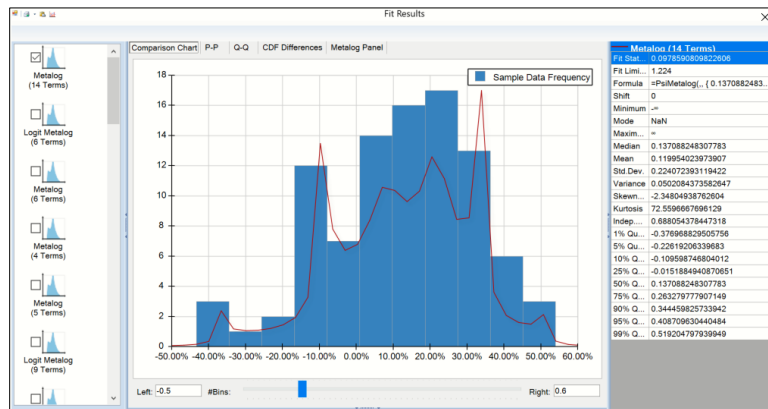 Fit Results
Comparison Chart P-P Q-Q CDF Differences Metalog Panel
Metalog
(14 Terms)
Logit Metalog
(6 Terms)
Metalog
(6 Terms)
Metalog
(4 Terms)
Metalog
(5 Terms)
Logit Metalog
(9 Terms)
Sample Data Frequency
18
16
14
12
10
8
6
4
2
0
-50.00% -40.00% -30.00% -20.00% -10.00% 0.00% 10.00% 20.00% 30.00% 40.00% 50.00% 60.00%
Left: -0.5 #Bins: Right: 0.6
Metalog (14 Terms)
Fit Stat... 0.0978590809822606
Fit Limi... 1.224
Formula =PsiMetalog(,, { 0.1370882483...
Shift 0
Minimum -∞
Mode NaN
Maxim... ∞
Median 0.137088248307783
Mean 0.119954023973907
Std.Dev. 0.224072393119422
Variance 0.0502084373582647
Skewn... -2.34804938762604
Kurtosis 72.5596667696129
Indep.... 0.688054378447318
1% Qu... -0.376968829505756
5% Qu... -0.22619206339683
10% Q... -0.109598746804012
25% Q... -0.0151884940870651
50% Q... 0.137088248307783
75% Q... 0.263279777907149
90% Q... 0.344459825733942
95% Q... 0.408709630440484
99% Q... 0.519204797939949